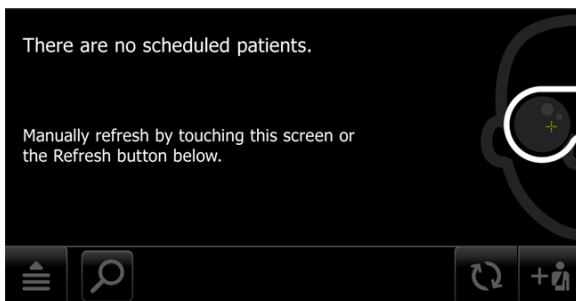 There are no scheduled patients.
Manually refresh by touching this screen or
the Refresh button below.